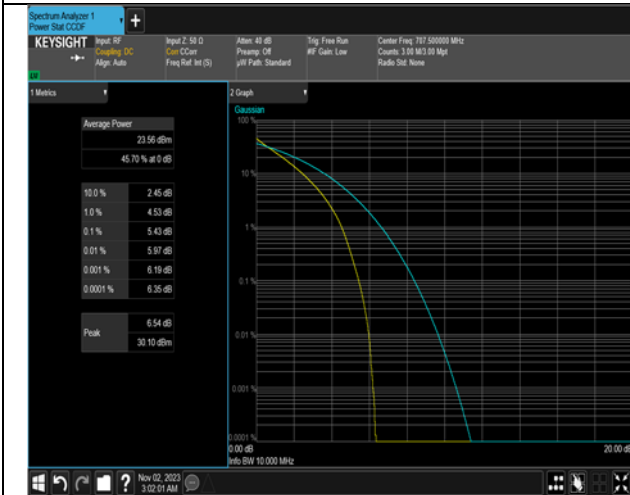 Spectrum Analyzer 1
Power Stat CCDF
KEYSIGHT
Input: RF
Coupling: DC
Align: Auto
Input Z: 50 Ω
Corr CCorr
Freq Ref: Int (S)
Atten: 40 dB
Preamp: Off
µW Path: Standard
Trig: Free Run
#IF Gain: Low
Center Freq: 707.500000 MHz
Counts: 3.00 M/3.00 Mpt
Radio Std: None
1 Metrics
Average Power
23.56 dBm
45.70 % at 0 dB
10.0 % 2.45 dB
1.0 % 4.53 dB
0.1 % 5.43 dB
0.01 % 5.97 dB
0.001 % 6.19 dB
0.0001 % 6.35 dB
Peak
6.54 dB
30.10 dBm
2 Graph
Gaussian
100 %
10 %
1 %
0.1 %
0.01 %
0.001 %
0.0001 %
0.00 dB
20.00 dB
Info BW 10.000 MHz
Nov 02, 2023
3:02:01 AM